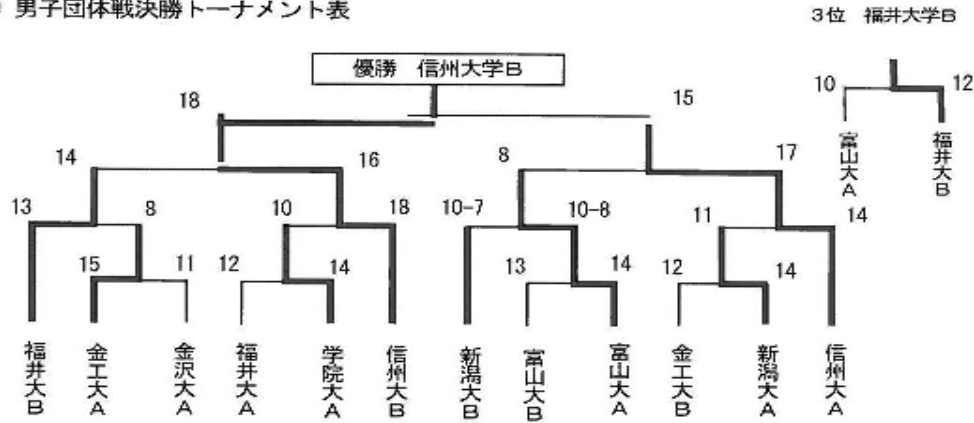 男子団体戦決勝トーナメント表
3位 福井大学B
優勝 信州大学B
18
15
10
12
富山大A
福井大B
14
16
8
17
13
8
10
18
10-7
10-8
11
14
15
11
12
14
13
14
12
14
福井大B
金工大A
金沢大A
福井大A
学院大A
信州大B
新潟大B
富山大B
富山大A
金工大B
新潟大A
信州大A